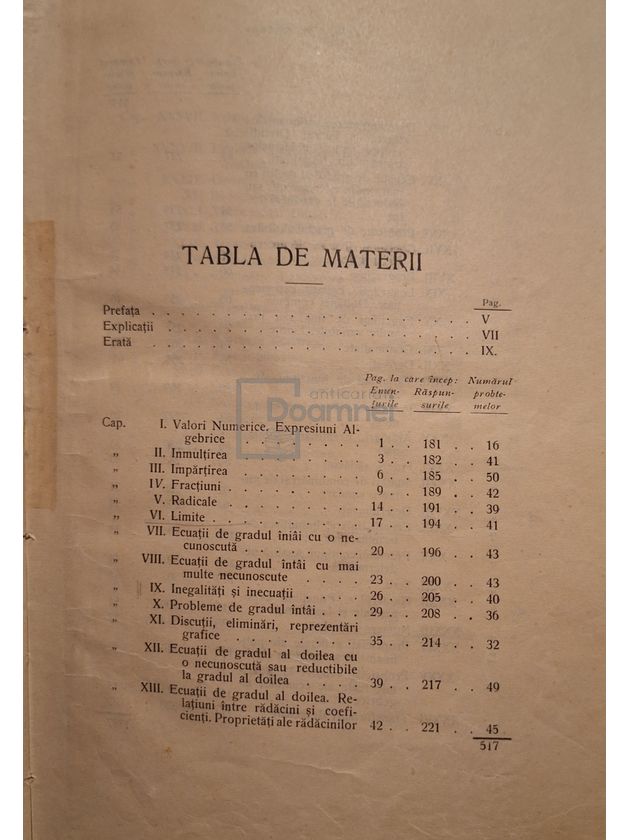 TABLA DE MATERII
Pag.
Prefața . . . . . . . . . . . . . . . . . . . . V
Explicații . . . . . . . . . . . . . . . . . . . VII
Erată . . . . . . . . . . . . . . . . . . . . IX.
Pag. la care încep: Numărul
Enun- Răspun- proble-
țurile surile melor
anticariat
Doamnei
Cap. I. Valori Numerice. Expresiuni Al-
gebrice . . . . . . . . 1 . . 181 . . 16
„ II. Inmulțirea . . . . . . . . 3 . . 182 . . 41
„ III. Impărțirea . . . . . . . . 6 . . 185 . . 50
„ IV. Fracțiuni . . . . . . . . 9 . . 189 . . 42
„ V. Radicale . . . . . . . . 14 . . 191 . . 39
„ VI. Limite . . . . . . . . . 17 . . 194 . . 41
„ VII. Ecuații de gradul îniâi cu o ne-
cunoscută . . . . . . . . 20 . . 196 . . 43
„ VIII. Ecuații de gradul întâi cu mai
multe necunoscute . . . . 23 . . 200 . . 43
„ IX. Inegalități și inecuații . . . . 26 . . 205 . . 40
„ X. Probleme de gradul întâi . . 29 . . 208 . . 36
„ XI. Discuții, eliminări, reprezentări
grafice . . . . . . . . 35 . . 214 . . 32
„ XII. Ecuații de gradul al doilea cu
o necunoscută sau reductibile
la gradul al doilea . . . . 39 . . 217 . . 49
„ XIII. Ecuații de gradul al doilea. Re-
lațiuni între rădăcini și coefi-
cienți. Proprietăți ale rădăcinilor 42 . . 221 . . 45
517